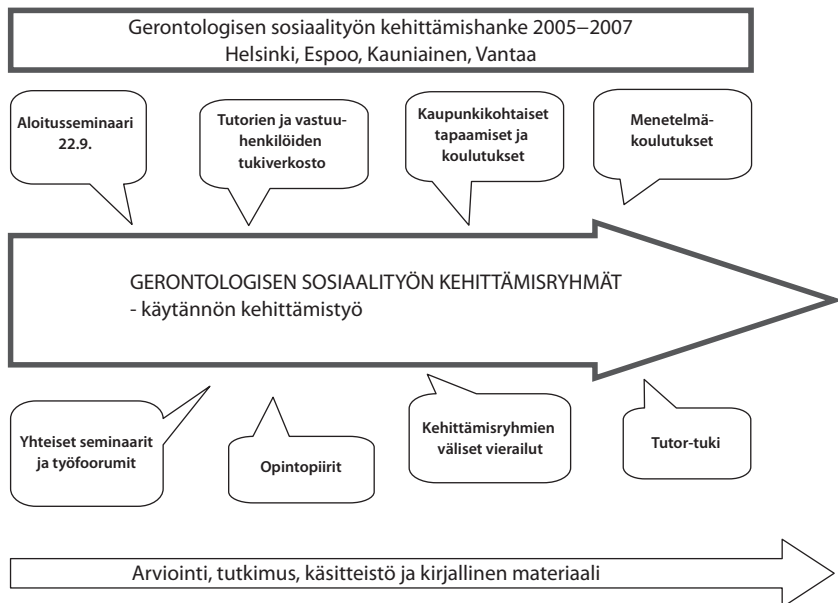 Gerontologisen sosiaalityön kehittämishanke 2005–2007
Helsinki, Espoo, Kauniainen, Vantaa
Aloitusseminaari
22.9.
Tutorien ja vastuu-
henkilöiden
tukiverkosto
Kaupunkikohtaiset
tapaamiset ja
koulutukset
Menetelmä-
koulutukset
GERONTOLOGISEN SOSIAALITYÖN KEHITTÄMISRYHMÄT
- käytännön kehittämistyö
Yhteiset seminaarit
ja työfoorumit
Opintopiirit
Kehittämisryhmien
väliset vierailut
Tutor-tuki
Arviointi, tutkimus, käsitteistö ja kirjallinen materiaali